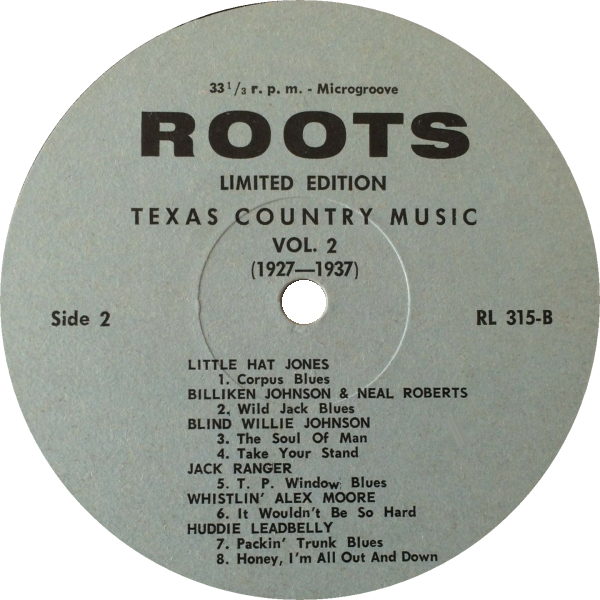 33 1/3 r. p. m. - Microgroove
ROOTS
LIMITED EDITION
TEXAS COUNTRY MUSIC
VOL. 2
(1927—1937)
Side 2
RL 315-B
LITTLE HAT JONES
1. Corpus Blues
BILLIKEN JOHNSON & NEAL ROBERTS
2. Wild Jack Blues
BLIND WILLIE JOHNSON
3. The Soul Of Man
4. Take Your Stand
JACK RANGER
5. T. P. Window Blues
WHISTLIN' ALEX MOORE
6. It Wouldn't Be So Hard
HUDDIE LEADBELLY
7. Packin' Trunk Blues
8. Honey, I'm All Out And Down